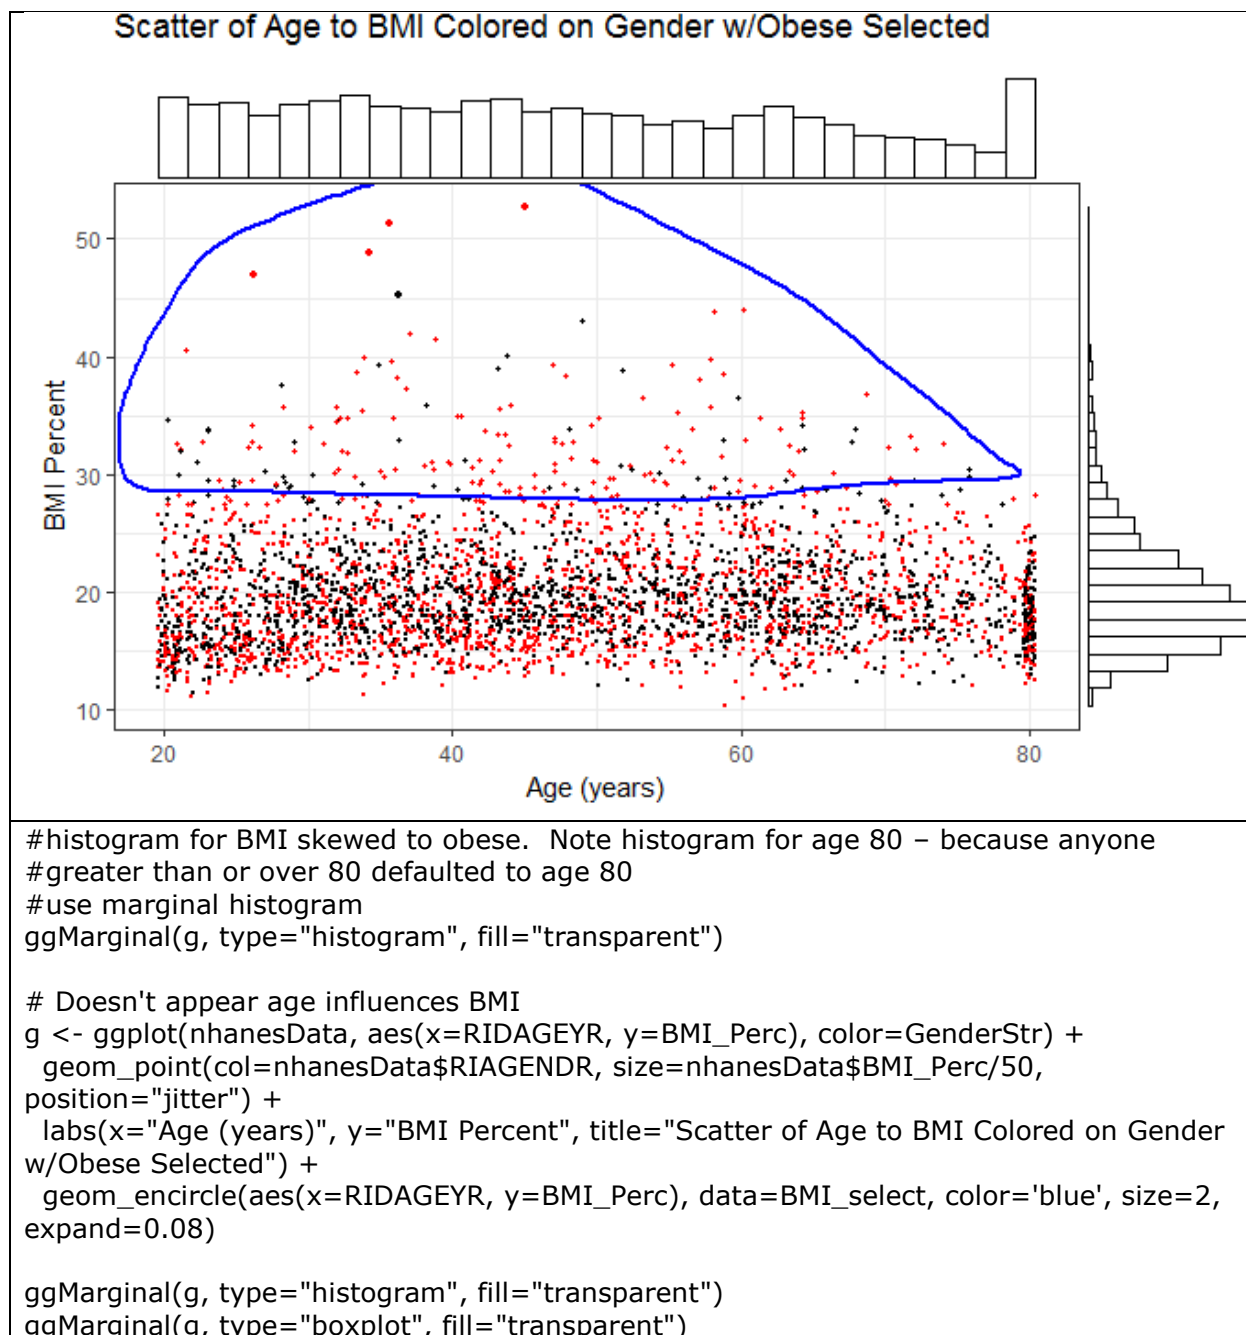 Scatter of Age to BMI Colored on Gender w/Obese Selected
50
40
30
20
10
BMI Percent
20 40 60 80
Age (years)
#histogram for BMI skewed to obese.  Note histogram for age 80 – because anyone
#greater than or over 80 defaulted to age 80
#use marginal histogram
ggMarginal(g, type="histogram", fill="transparent")
# Doesn't appear age influences BMI
g <- ggplot(nhanesData, aes(x=RIDAGEYR, y=BMI_Perc), color=GenderStr) +
geom_point(col=nhanesData$RIAGENDR, size=nhanesData$BMI_Perc/50,
position="jitter") +
labs(x="Age (years)", y="BMI Percent", title="Scatter of Age to BMI Colored on Gender
w/Obese Selected") +
geom_encircle(aes(x=RIDAGEYR, y=BMI_Perc), data=BMI_select, color='blue', size=2,
expand=0.08)
ggMarginal(g, type="histogram", fill="transparent")
ggMarginal(g, type="boxplot", fill="transparent")